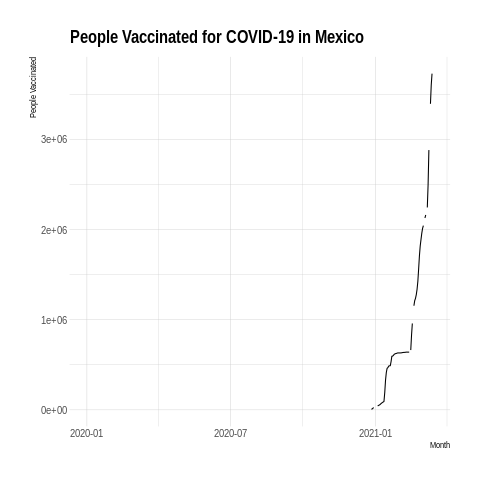 People Vaccinated for COVID-19 in Mexico
People Vaccinated
3e+06
2e+06
1e+06
0e+00
2020-01 2020-07 2021-01
Month